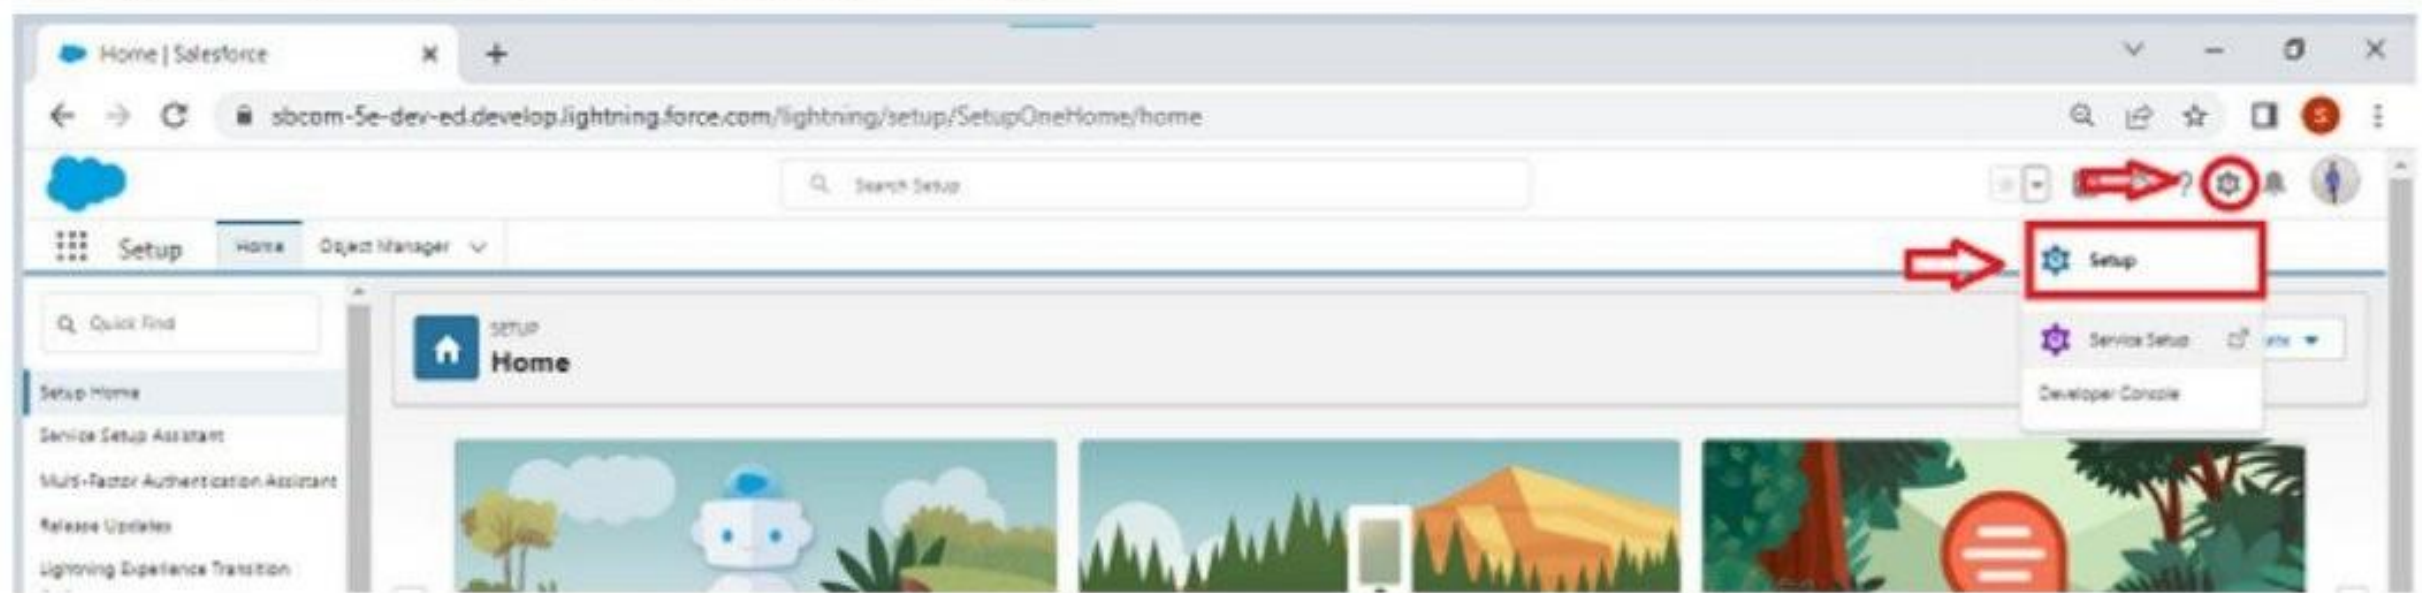 Home | Salesforce
sbcom-5e-dev-ed.develop.lightning.force.com/lightning/setup/SetupOneHome/home
S
Search Setup
?
Setup
Home
Object Manager
Setup
Quick Find
SETUP
Home
Service Setup
Developer Console
Setup Home
Service Setup Assistant
Multi-Factor Authentication Assistant
Release Updates
Lightning Experience Transition